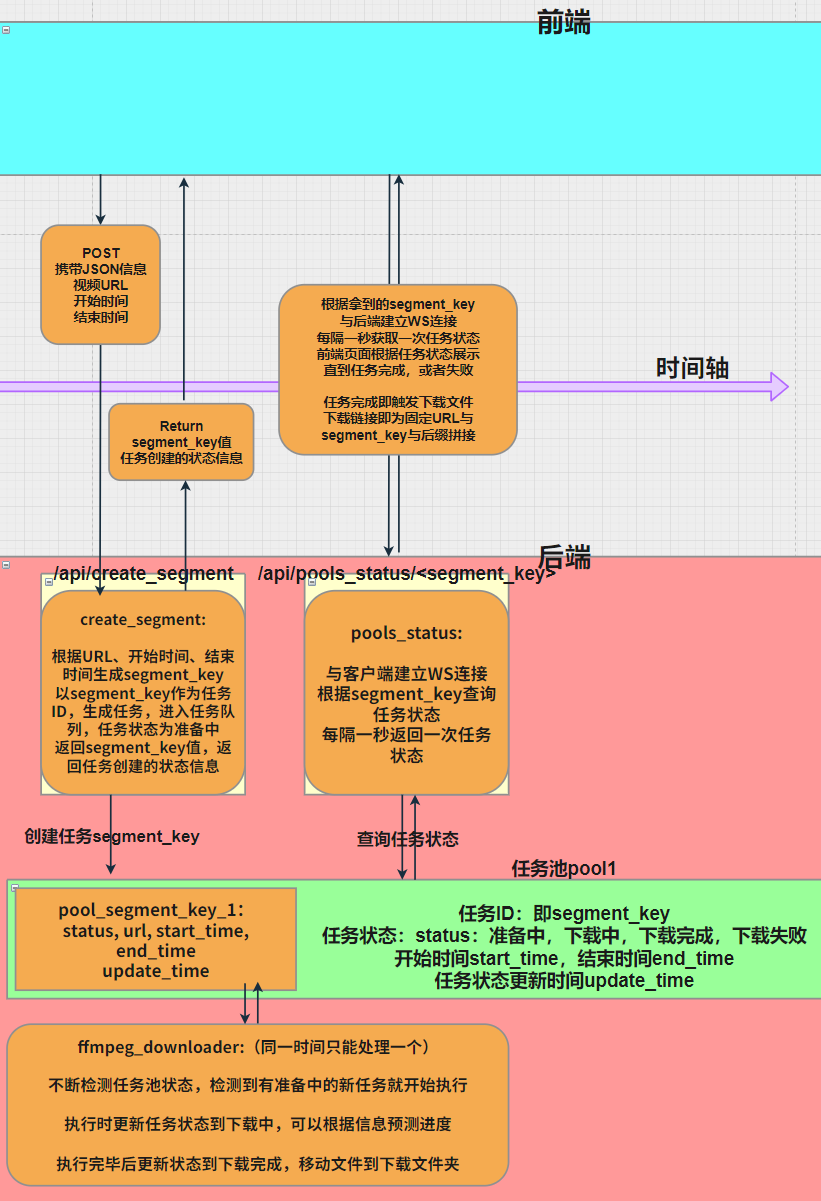 前端
POST
携带JSON信息
视频URL
开始时间
结束时间
根据拿到的segment_key
与后端建立WS连接
每隔一秒获取一次任务状态
前端页面根据任务状态展示
直到任务完成，或者失败
任务完成即触发下载文件
下载链接即为固定URL与
segment_key与后缀拼接
时间轴
Return
segment_key值
任务创建的状态信息
后端
/api/create_segment
/api/pools_status/<segment_key>
create_segment:
根据URL、开始时间、结束
时间生成segment_key
以segment_key作为任务
ID，生成任务，进入任务队
列，任务状态为准备中
返回segment_key值，返
回任务创建的状态信息
pools_status:
与客户端建立WS连接
根据segment_key查询
任务状态
每隔一秒返回一次任务
状态
创建任务segment_key
查询任务状态
任务池pool1
pool_segment_key_1：
status, url, start_time,
end_time
update_time
任务ID：即segment_key
任务状态：status：准备中，下载中，下载完成，下载失败
开始时间start_time，结束时间end_time
任务状态更新时间update_time
ffmpeg_downloader:（同一时间只能处理一个）
不断检测任务池状态，检测到有准备中的新任务就开始执行
执行时更新任务状态到下载中，可以根据信息预测进度
执行完毕后更新状态到下载完成，移动文件到下载文件夹